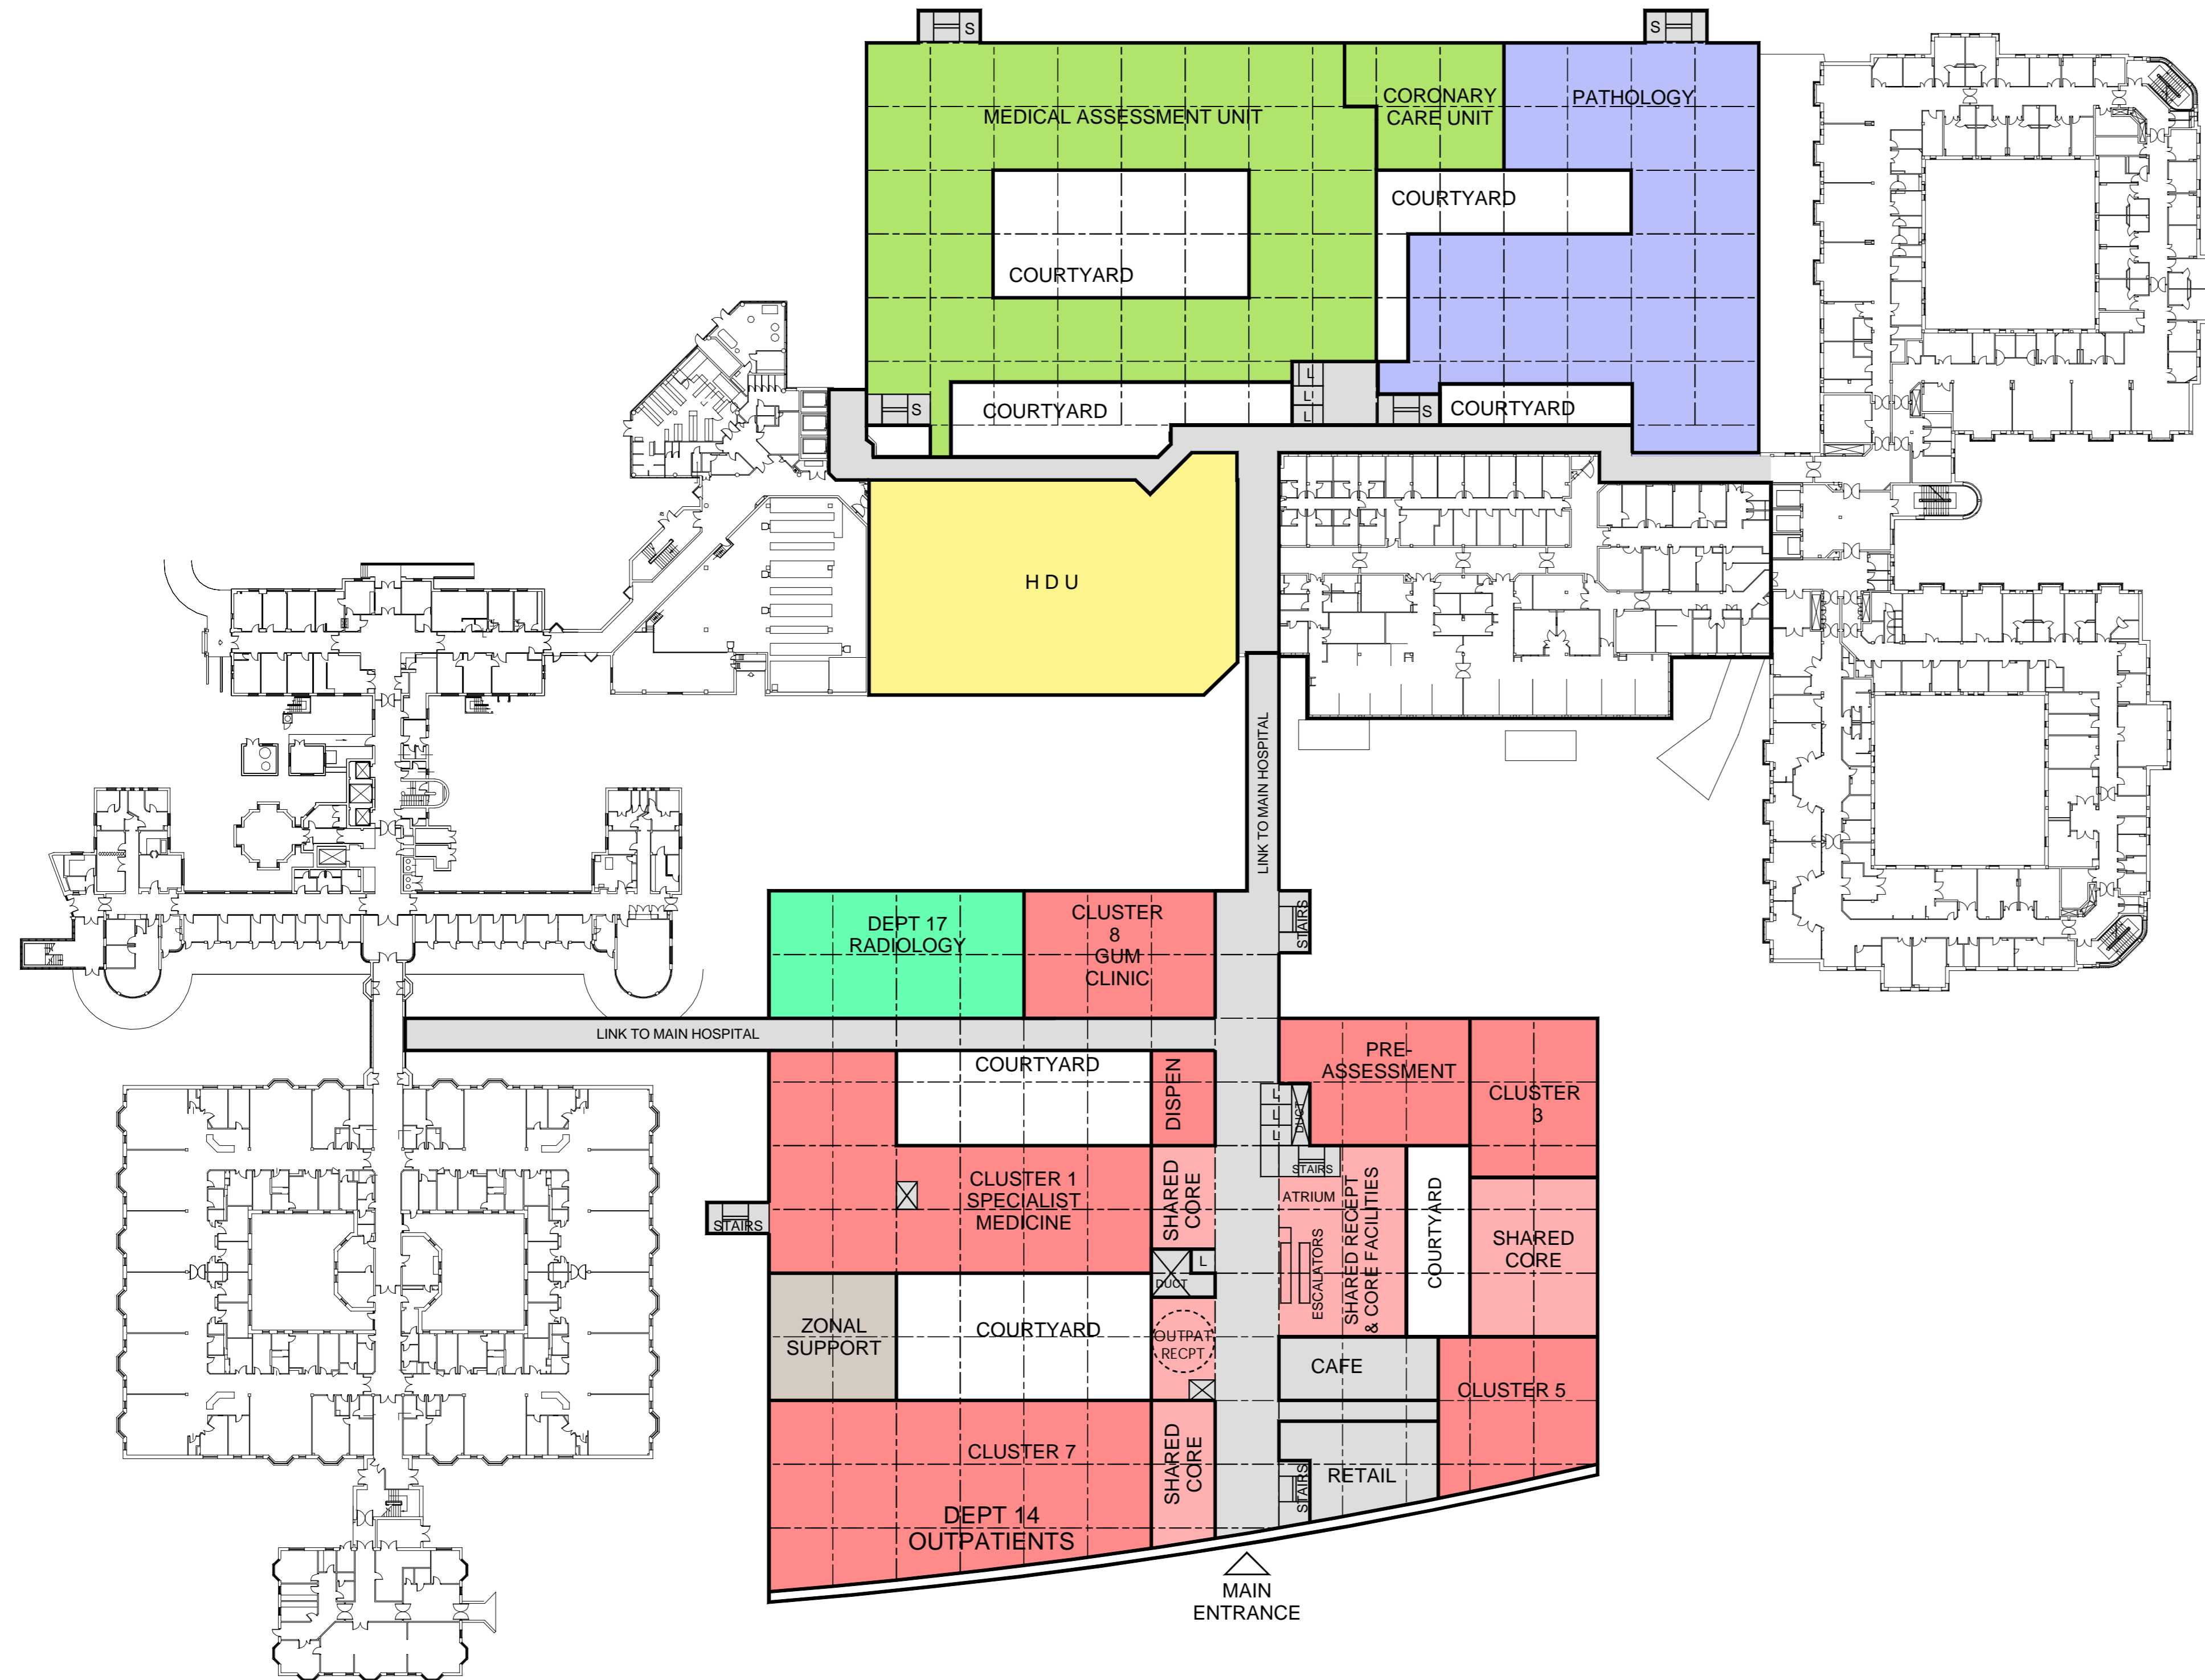 S
S
MEDICAL ASSESSMENT UNIT
CORONARY
CARE UNIT
PATHOLOGY
COURTYARD
COURTYARD
L
L
L
S
COURTYARD
S
COURTYARD
H D U
LINK TO MAIN HOSPITAL
DEPT 17
RADIOLOGY
CLUSTER
8
GUM
CLINIC
STAIRS
LINK TO MAIN HOSPITAL
COURTYARD
DISPEN
PRE-
ASSESSMENT
CLUSTER
3
L
L
L
DUCT
STAIRS
CLUSTER 1
SPECIALIST
MEDICINE
SHARED
CORE
ATRIUM
ESCALATORS
SHARED RECEPT
& CORE FACILITIES
COURTYARD
SHARED
CORE
STAIRS
DUCT
L
ZONAL
SUPPORT
COURTYARD
OUTPAT
RECPT
CAFE
CLUSTER 5
CLUSTER 7
SHARED
CORE
RETAIL
STAIRS
DEPT 14
OUTPATIENTS
MAIN
ENTRANCE